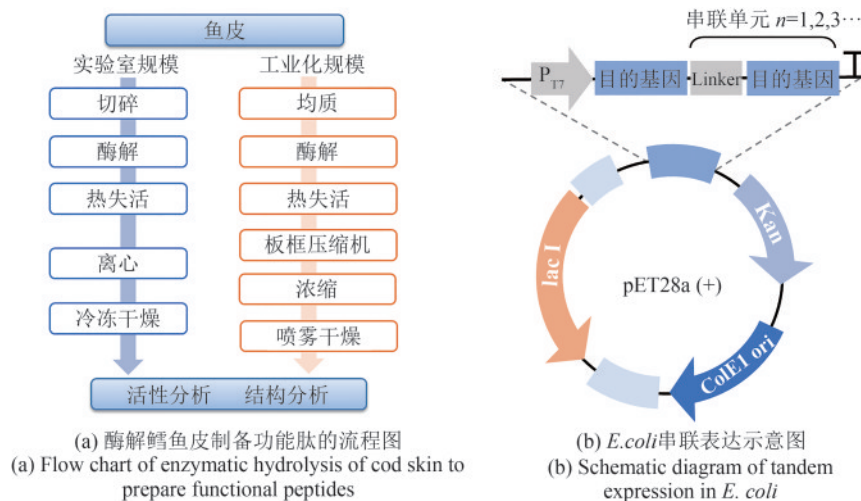 鱼皮
实验室规模
工业化规模
切碎
酶解
热失活
离心
冷冻干燥
均质
酶解
热失活
板框压缩机
浓缩
喷雾干燥
活性分析 结构分析
(a) 酶解鳕鱼皮制备功能肽的流程图
(a) Flow chart of enzymatic hydrolysis of cod skin to
prepare functional peptides
串联单元 n=1,2,3···
PT7
目的基因
Linker
目的基因
Kan
lac I
pET28a (+)
ColE1 ori
(b) E.coli串联表达示意图
(b) Schematic diagram of tandem
expression in E. coli